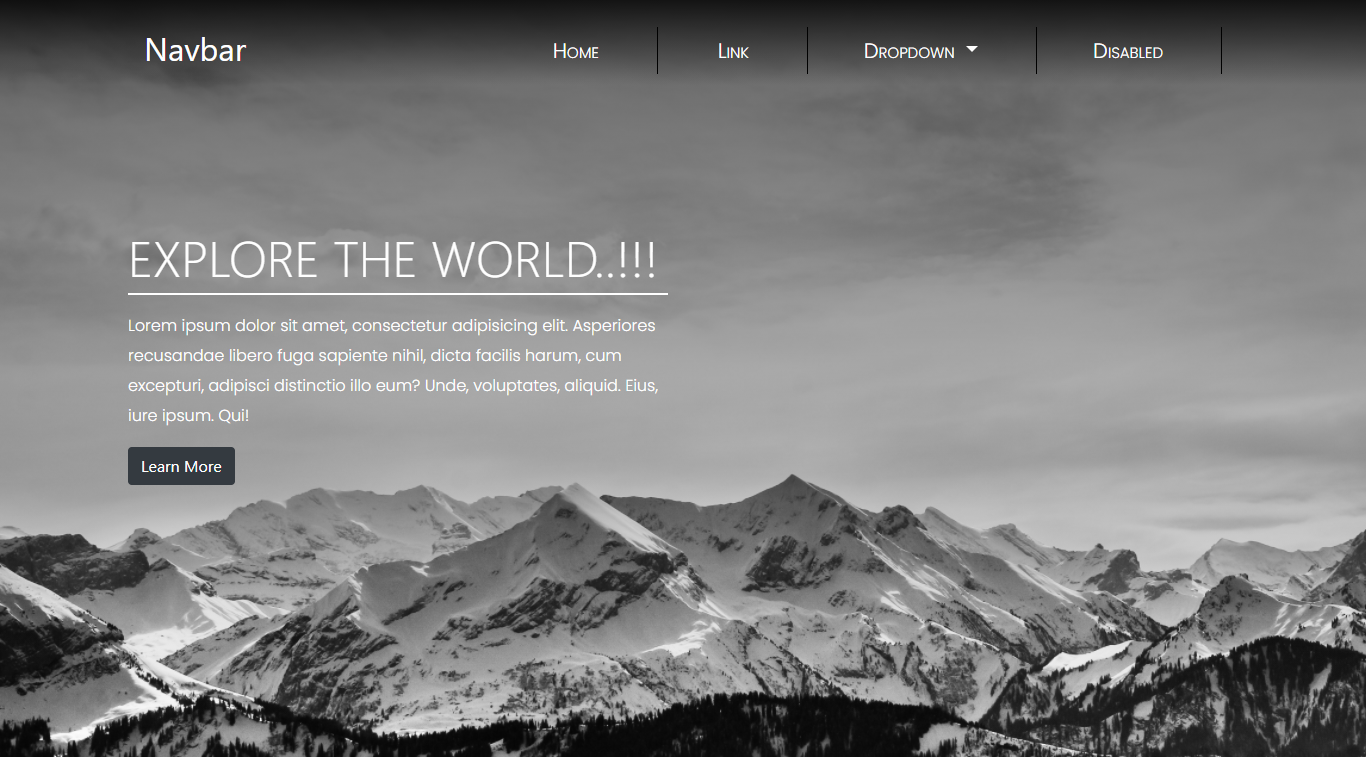 Navbar
Home
Link
Dropdown
Disabled
EXPLORE THE WORLD..!!!
Lorem ipsum dolor sit amet, consectetur adipisicing elit. Asperiores
recusandae libero fuga sapiente nihil, dicta facilis harum, cum
excepturi, adipisci distinctio illo eum? Unde, voluptates, aliquid. Eius,
iure ipsum. Qui!
Learn More